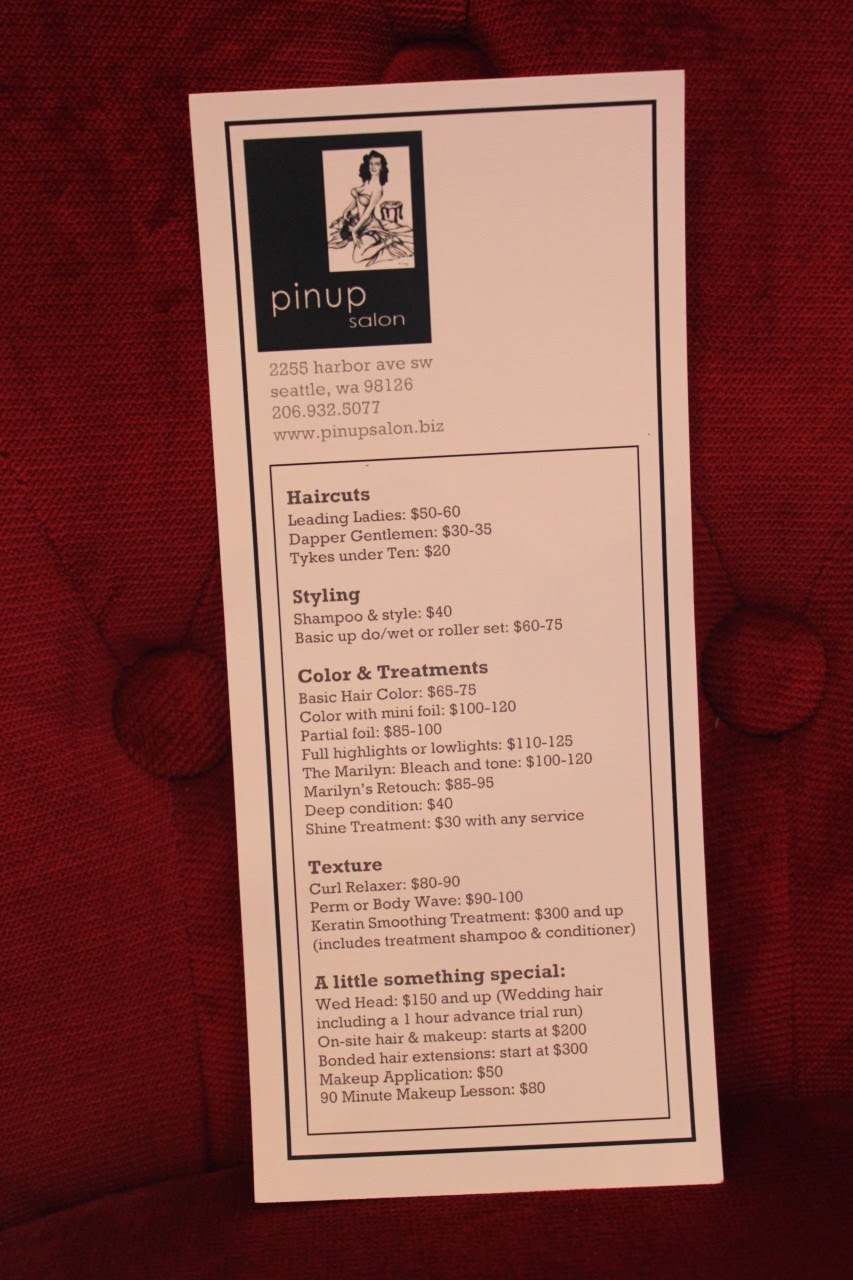 pinup
salon
2255 harbor ave sw
seattle, wa 98126
206.932.5077
www.pinupsalon.biz
Haircuts
Leading Ladies: $50-60
Dapper Gentlemen: $30-35
Tykes under Ten: $20
Styling
Shampoo & style: $40
Basic up do/wet or roller set: $60-75
Color & Treatments
Basic Hair Color: $65-75
Color with mini foil: $100-120
Partial foil: $85-100
Full highlights or lowlights: $110-125
The Marilyn: Bleach and tone: $100-120
Marilyn's Retouch: $85-95
Deep condition: $40
Shine Treatment: $30 with any service
Texture
Curl Relaxer: $80-90
Perm or Body Wave: $90-100
Keratin Smoothing Treatment: $300 and up
(includes treatment shampoo & conditioner)
A little something special:
Wed Head: $150 and up (Wedding hair
including a 1 hour advance trial run)
On-site hair & makeup: starts at $200
Bonded hair extensions: start at $300
Makeup Application: $50
90 Minute Makeup Lesson: $80